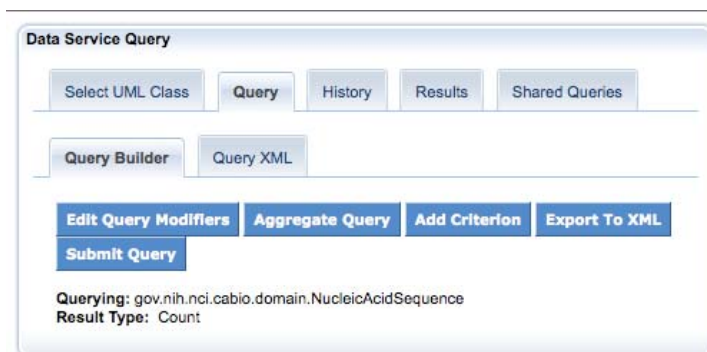 Data Service Query
Select UML Class Query History Results Shared Queries
Query Builder Query XML
Edit Query Modifiers Aggregate Query Add Criterion Export To XML
Submit Query
Querying: gov.nih.nci.cabio.domain.NucleicAcidSequence
Result Type: Count